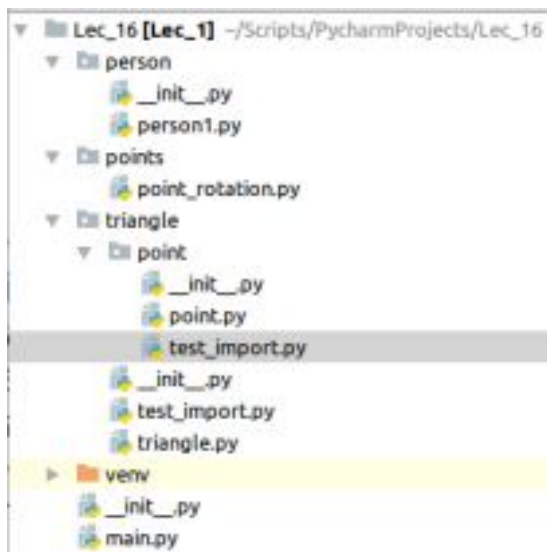 Lec_16 [Lec_1] ~/Scripts/PycharmProjects/Lec_16
person
__init__.py
person1.py
points
point_rotation.py
triangle
point
__init__.py
point.py
test_import.py
__init__.py
test_import.py
triangle.py
venv
__init__.py
main.py